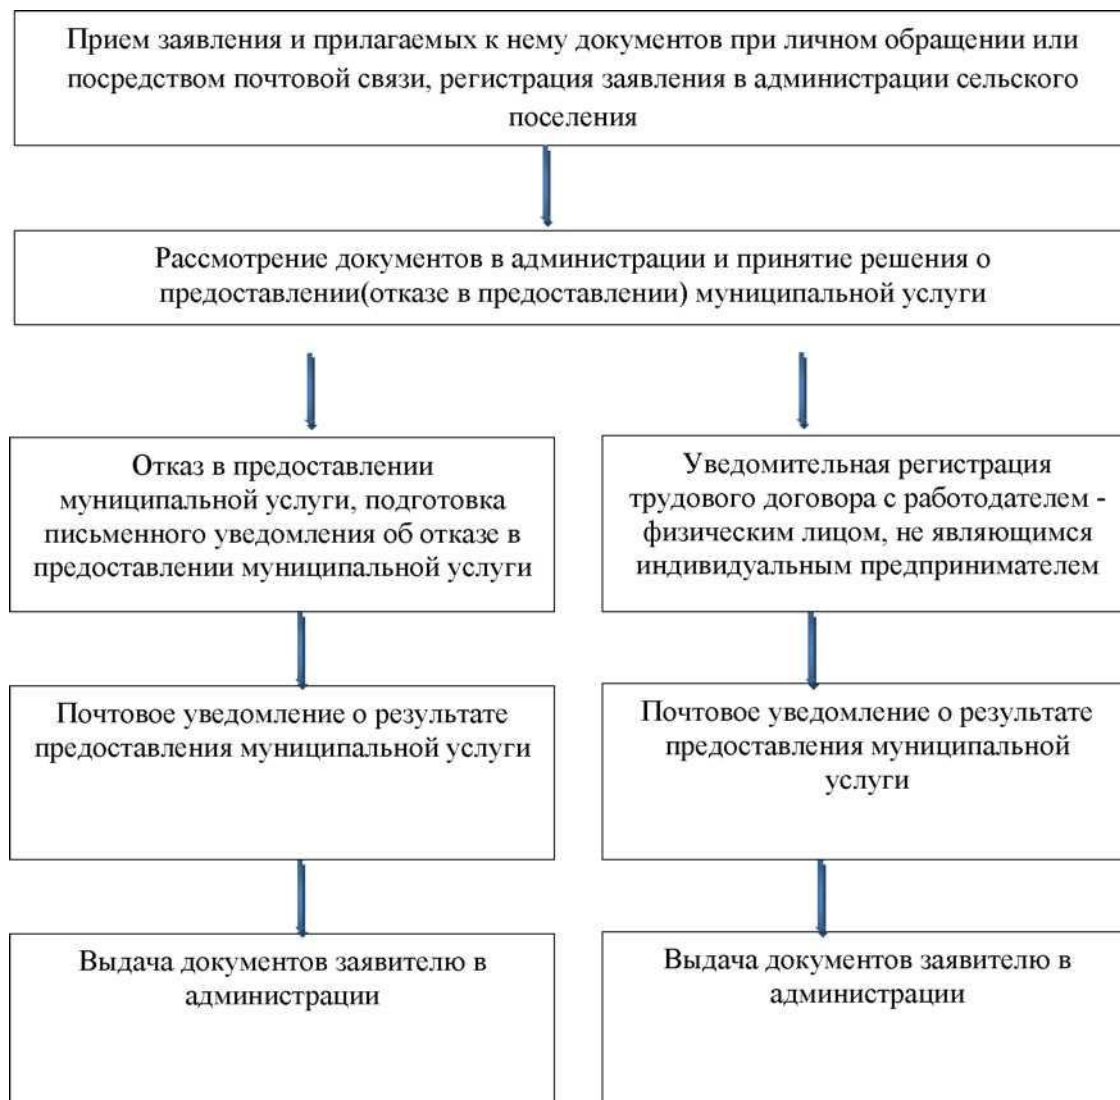 Прием заявления и прилагаемых к нему документов при личном обращении или
посредством почтовой связи, регистрация заявления в администрации сельского
поселения
Рассмотрение документов в администрации и принятие решения о
предоставлении(отказе в предоставлении) муниципальной услуги
Отказ в предоставлении
муниципальной услуги, подготовка
письменного уведомления об отказе в
предоставлении муниципальной услуги
Уведомительная регистрация
трудового договора с работодателем -
физическим лицом, не являющимся
индивидуальным предпринимателем
Почтовое уведомление о результате
предоставления муниципальной услуги
Почтовое уведомление о результате
предоставления муниципальной
услуги
Выдача документов заявителю в
администрации
Выдача документов заявителю в
администрации